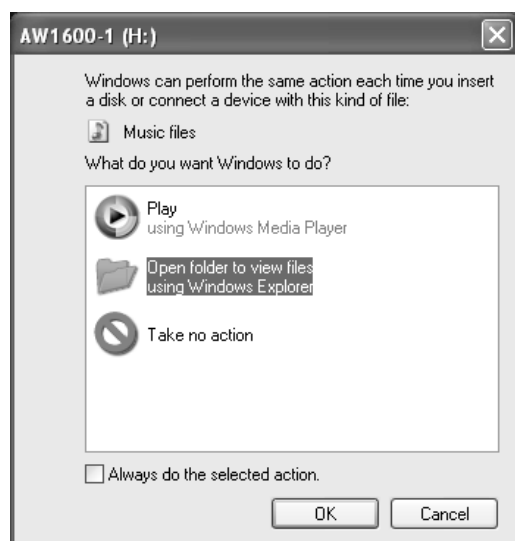 AW1600-1 (H:)
Windows can perform the same action each time you insert
a disk or connect a device with this kind of file:
Music files
What do you want Windows to do?
Play
using Windows Media Player
Open folder to view files
using Windows Explorer
Take no action
Always do the selected action.
OK Cancel